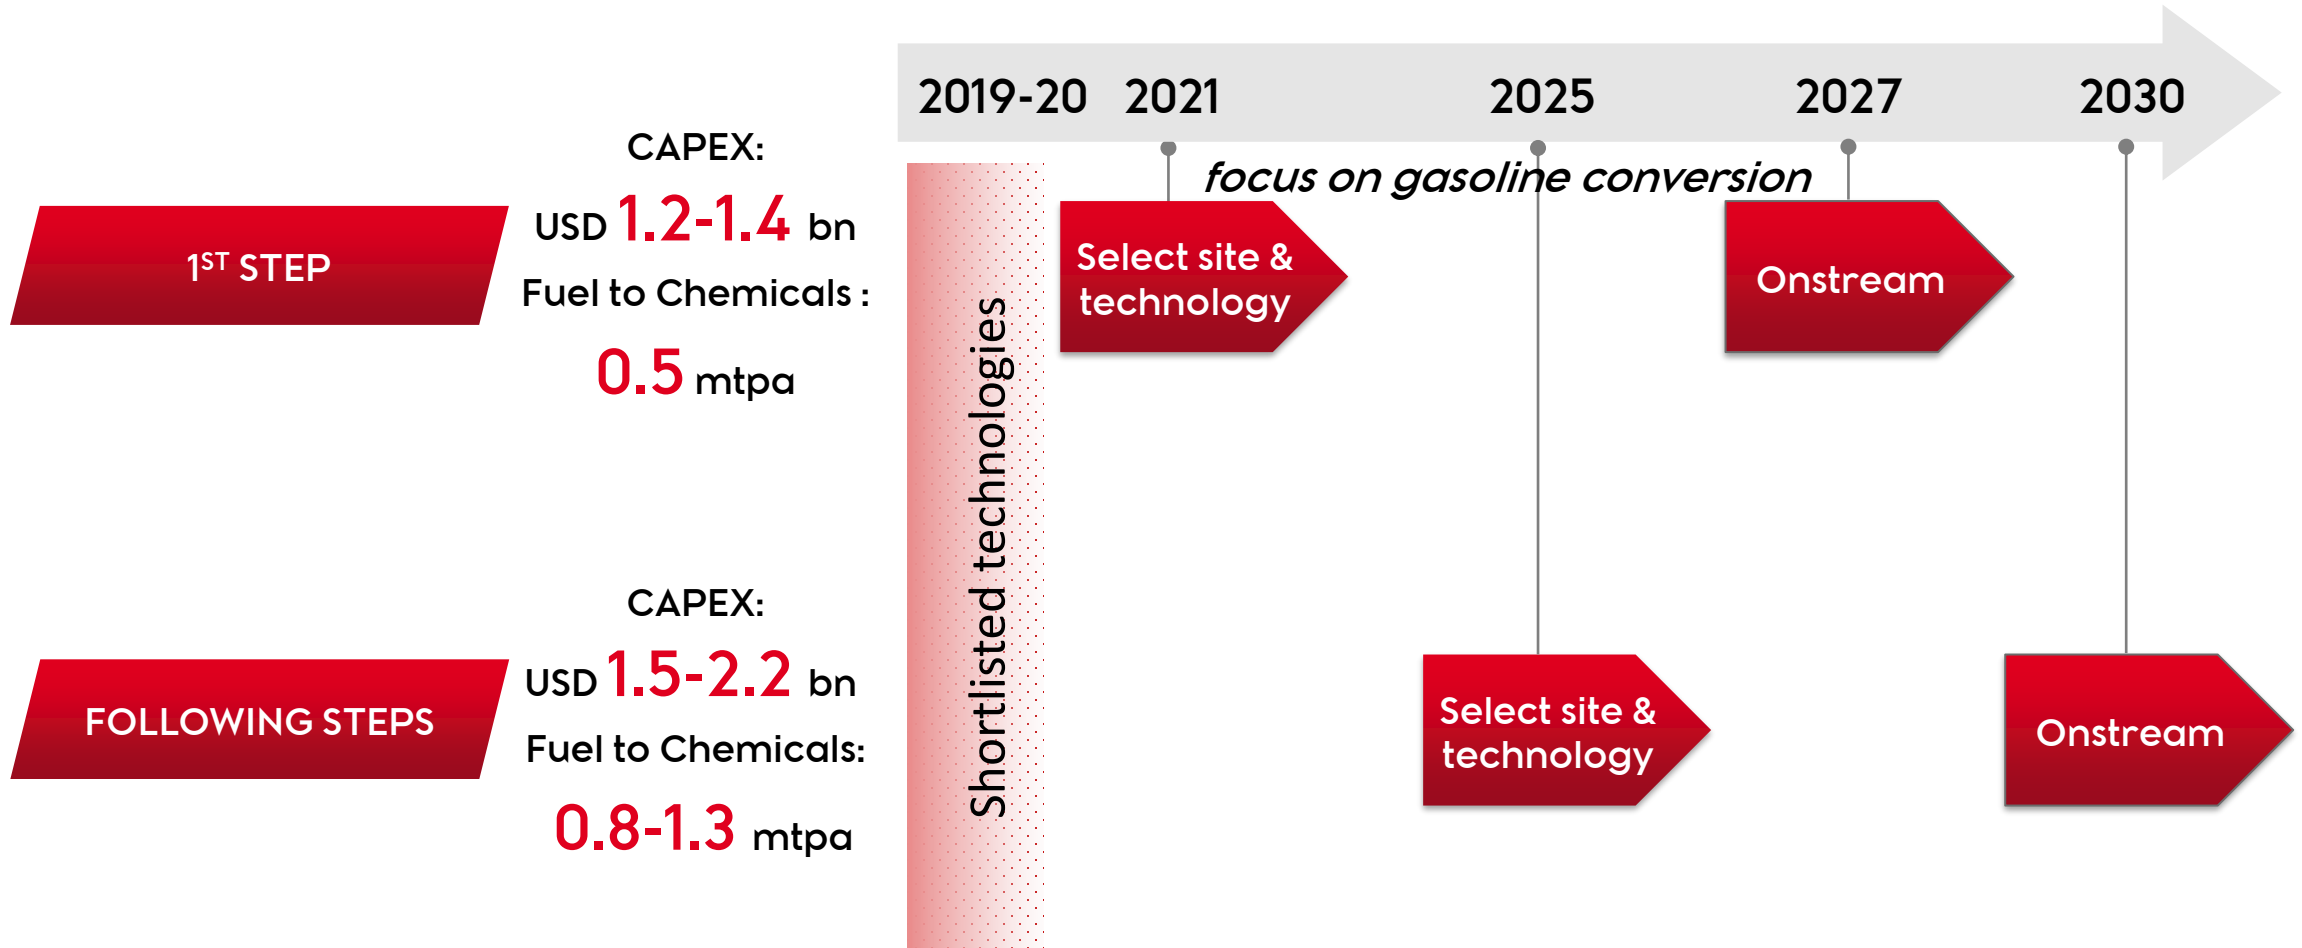 2019-20 2021 2025 2027 2030
focus on gasoline conversion
1ST STEP
CAPEX:
USD 1.2-1.4 bn
Fuel to Chemicals :
0.5 mtpa
Select site &
technology
Onstream
Shortlisted technologies
FOLLOWING STEPS
CAPEX:
USD 1.5-2.2 bn
Fuel to Chemicals:
0.8-1.3 mtpa
Select site &
technology
Onstream